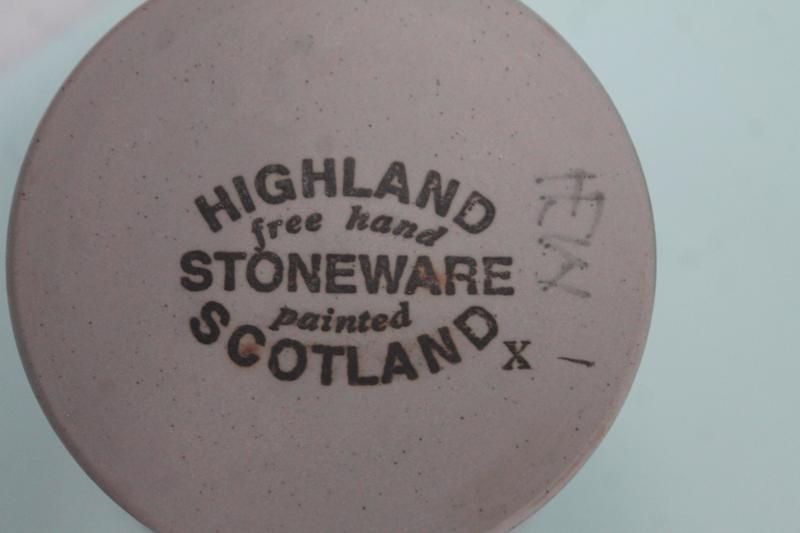 HIGHLAND
free hand
STONEWARE
painted
SCOTLAND
X